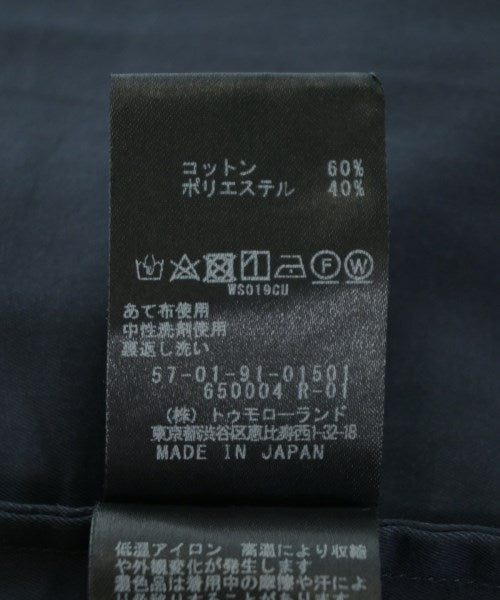 コットン 60%
ポリエステル 40%
F W
WS019CU
あて布使用
中性洗剤使用
裏返し洗い
57-01-91-01501
650004 R-01
(株)トゥモローランド
東京都渋谷区恵比寿西1-32-18
MADE IN JAPAN
低温アイロン 高温により収縮
や外観変化が発生します
濃色品は着用中の摩擦や汗によ